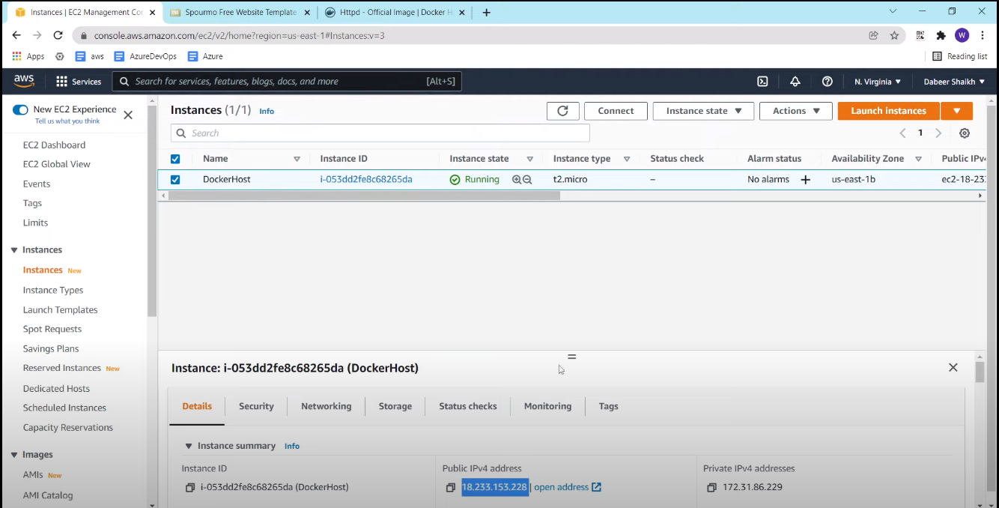 Instances | EC2 Management Con
Spourmo Free Website Template
Httpd - Official Image | Docker H
console.aws.amazon.com/ec2/v2/home?region=us-east-1#Instances:v=3
W
Apps
aws
AzureDevOps
Azure
Reading list
aws
Services
Search for services, features, blogs, docs, and more
[Alt+S]
N. Virginia
Dabeer Shaikh
New EC2 Experience
Tell us what you think
EC2 Dashboard
EC2 Global View
Events
Tags
Limits
Instances
Instances New
Instance Types
Launch Templates
Spot Requests
Savings Plans
Reserved Instances New
Dedicated Hosts
Scheduled Instances
Capacity Reservations
Images
AMIs New
AMI Catalog
Instances (1/1) Info
Connect
Instance state
Actions
Launch instances
Search
1
Name Instance ID Instance state Instance type Status check Alarm status Availability Zone Public IPv4
DockerHost i-053dd2fe8c68265da Running t2.micro – No alarms + us-east-1b ec2-18-233
Instance: i-053dd2fe8c68265da (DockerHost)
Details Security Networking Storage Status checks Monitoring Tags
Instance summary Info
Instance ID
i-053dd2fe8c68265da (DockerHost)
Public IPv4 address
18.233.153.228 | open address
Private IPv4 addresses
172.31.86.229